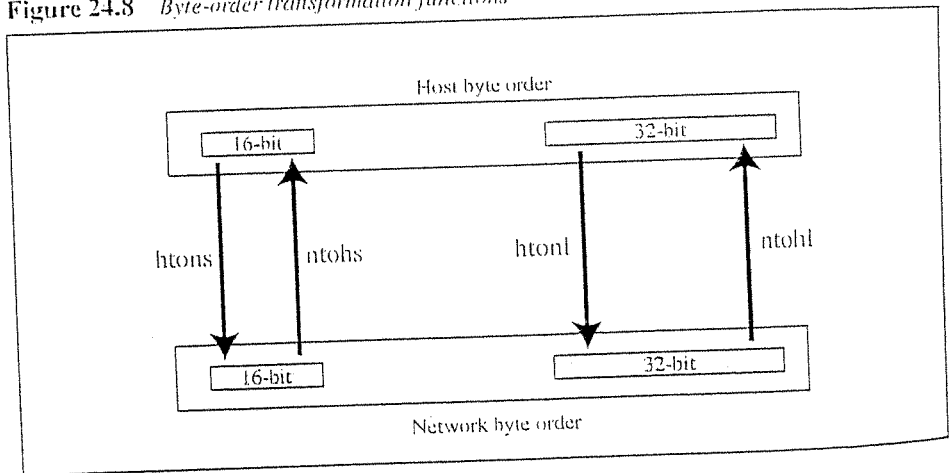 Figure 24.8 Byte-order transformation functions
Host byte order
16-bit 32-bit
htons ntohs htonl ntohl
16-bit 32-bit
Network byte order